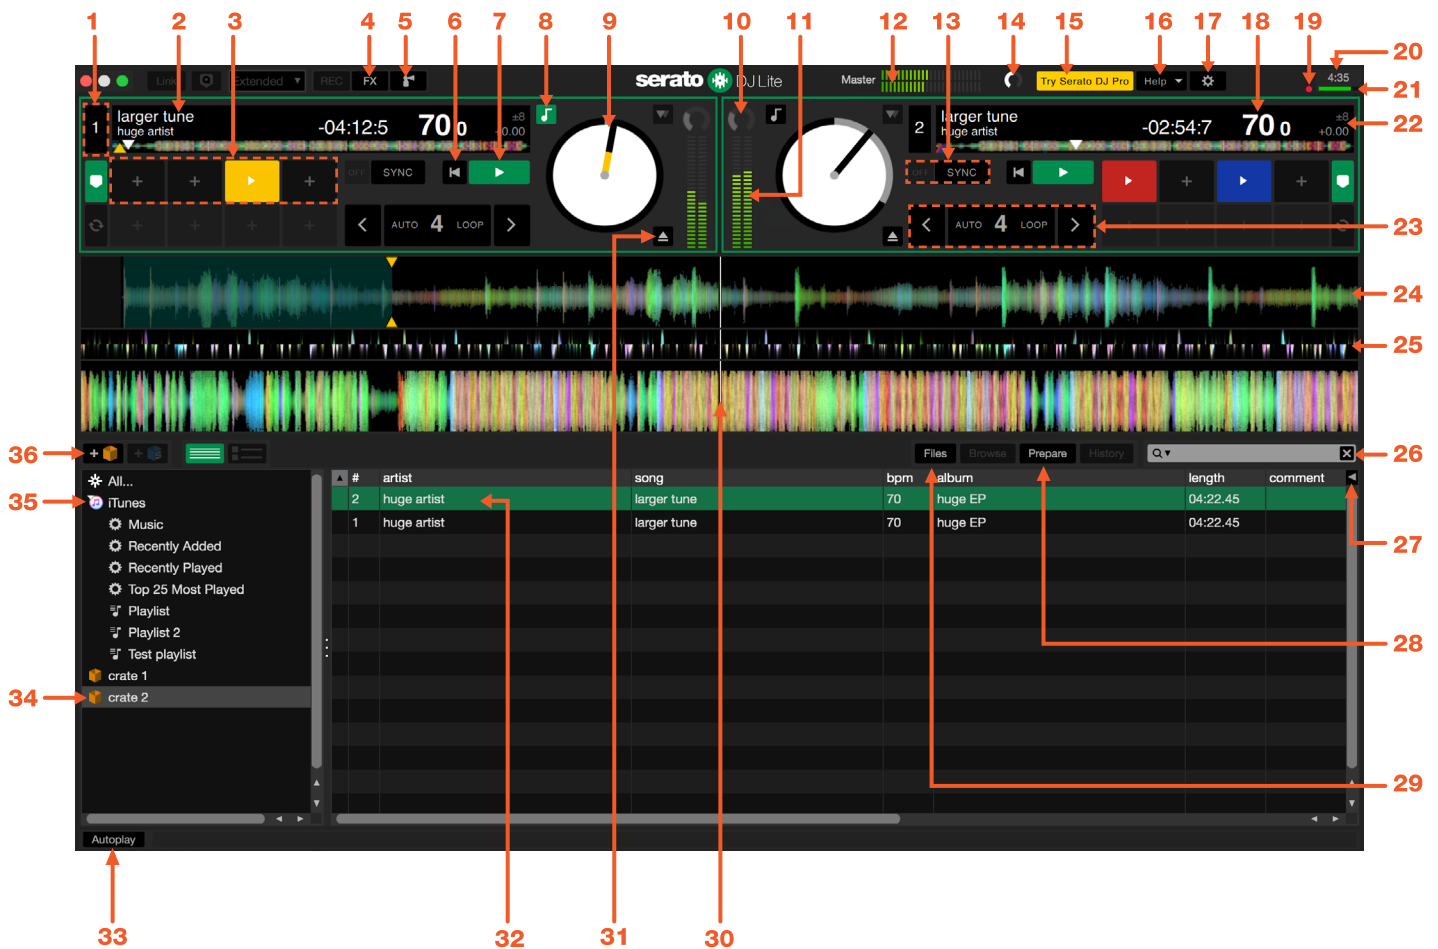 1 2 3 4 5 6 7 8 9 10 11 12 13 14 15 16 17 18 19
20
Link Extended ▼ REC FX serato DJ Lite Master Try Serato DJ Pro Help ▼ 4:35
21
1 larger tune -04:12:5 70 0 ±8
huge artist +0.00
2 larger tune -02:54:7 70 0 ±8
huge artist +0.00
22
+ + + OFF SYNC
OFF SYNC + +
+ + + + < AUTO 4 LOOP >
< AUTO 4 LOOP > + + + +
23
24
25
36
+ + Files Browse Prepare History
26
All...
35
iTunes
Music
Recently Added
Recently Played
Top 25 Most Played
Playlist
Playlist 2
Test playlist
crate 1
34
crate 2
# artist song bpm album length comment
2 huge artist larger tune 70 huge EP 04:22.45
1 huge artist larger tune 70 huge EP 04:22.45
27
28
29
Autoplay
33 32 31 30